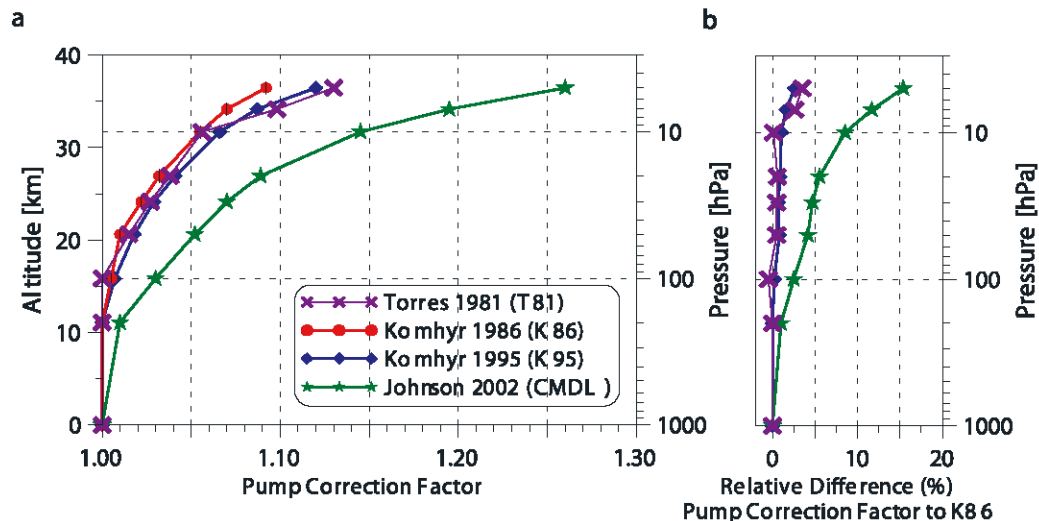 a
b
40
30
20
10
0
Altitude [km]
10
100
1000
Pressure [hPa]
Torres 1981 (T81)
Komhyr 1986 (K86)
Komhyr 1995 (K95)
Johnson 2002 (CMDL )
1.00
1.10
1.20
1.30
Pump Correction Factor
10
100
1000
Pressure [hPa]
0
10
20
Relative Difference (%)
Pump Correction Factor to K86